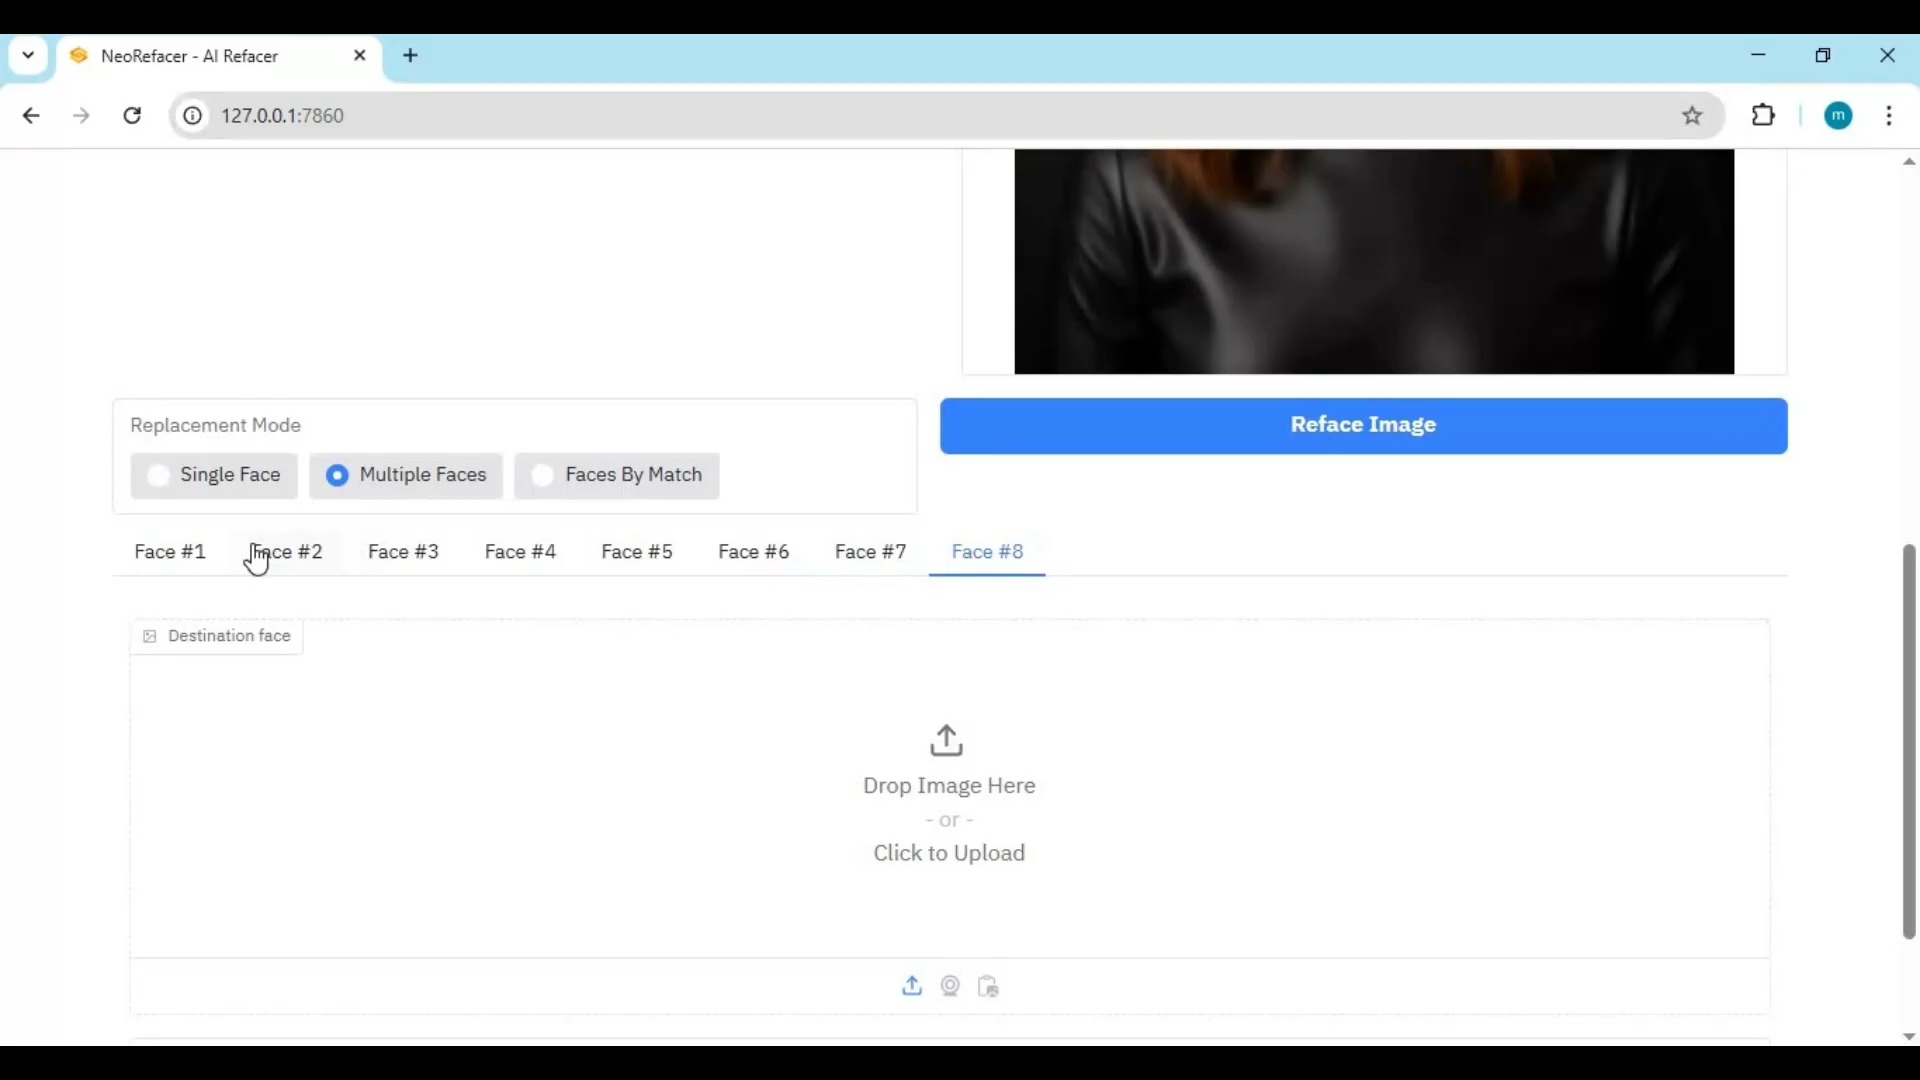 NeoRefacer - AI Refacer
127.0.0.1:7860
m
Replacement Mode
Reface Image
Single Face
Multiple Faces
Faces By Match
Face #1
Face #2
Face #3
Face #4
Face #5
Face #6
Face #7
Face #8
Destination face
Drop Image Here
- or -
Click to Upload